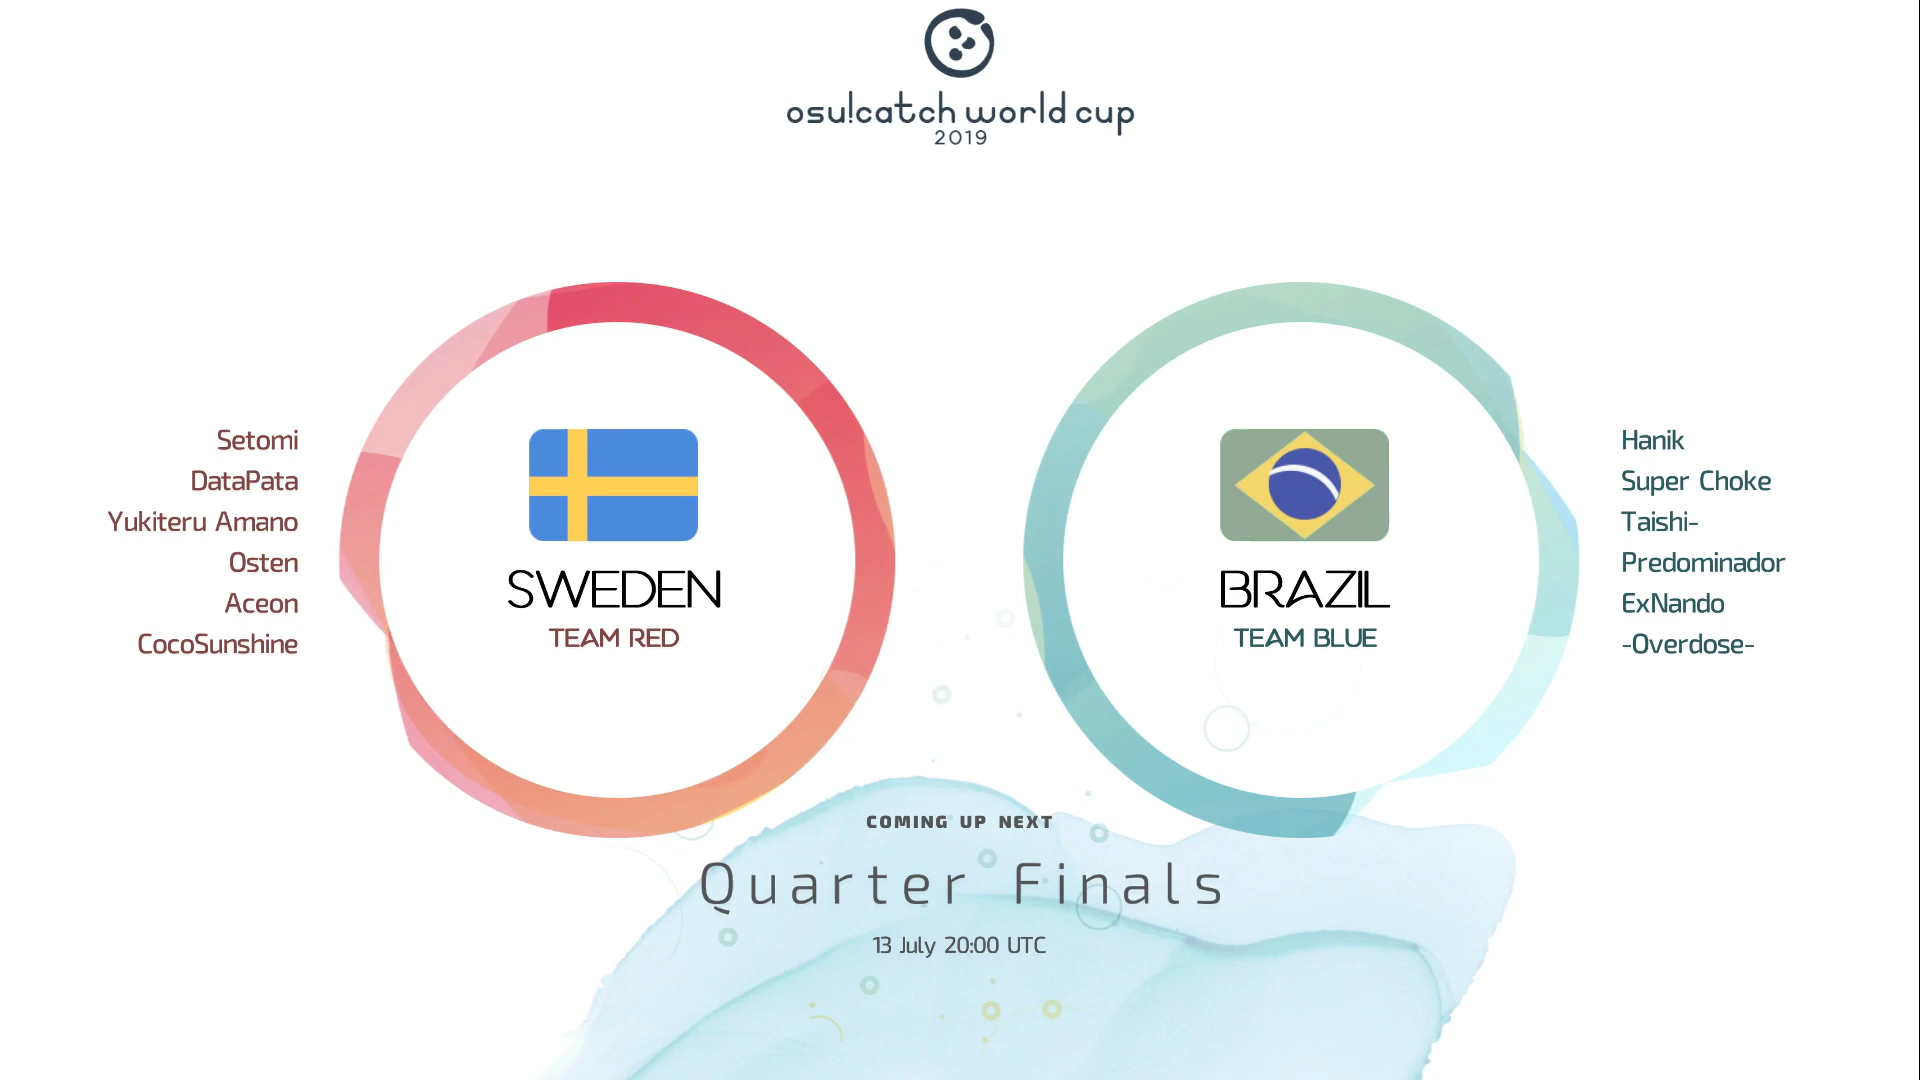 osu!catch world cup
2019
Setomi
DataPata
Yukiteru Amano
Osten
Aceon
CocoSunshine
SWEDEN
TEAM RED
BRAZIL
TEAM BLUE
Hanik
Super Choke
Taishi-
Predominador
ExNando
-Overdose-
COMING UP NEXT
Quarter Finals
13 July 20:00 UTC